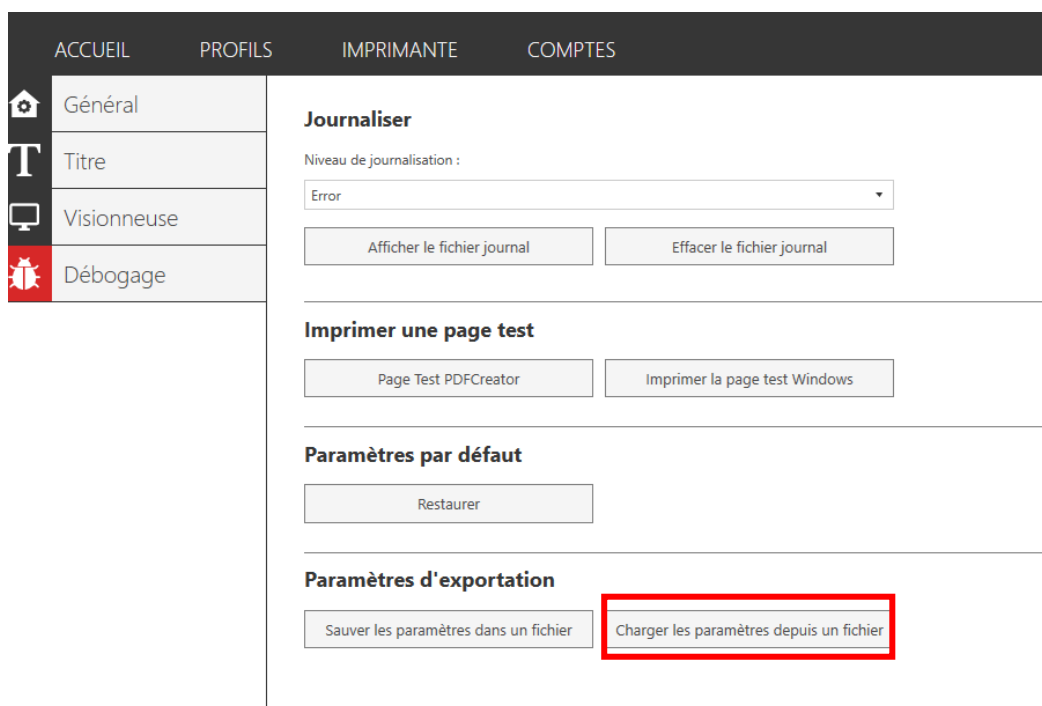 ACCUEIL PROFILS IMPRIMANTE COMPTES
Général
Titre
Visionneuse
Débogage
Journaliser
Niveau de journalisation :
Error
Afficher le fichier journal Effacer le fichier journal
Imprimer une page test
Page Test PDFCreator Imprimer la page test Windows
Paramètres par défaut
Restaurer
Paramètres d'exportation
Sauver les paramètres dans un fichier Charger les paramètres depuis un fichier